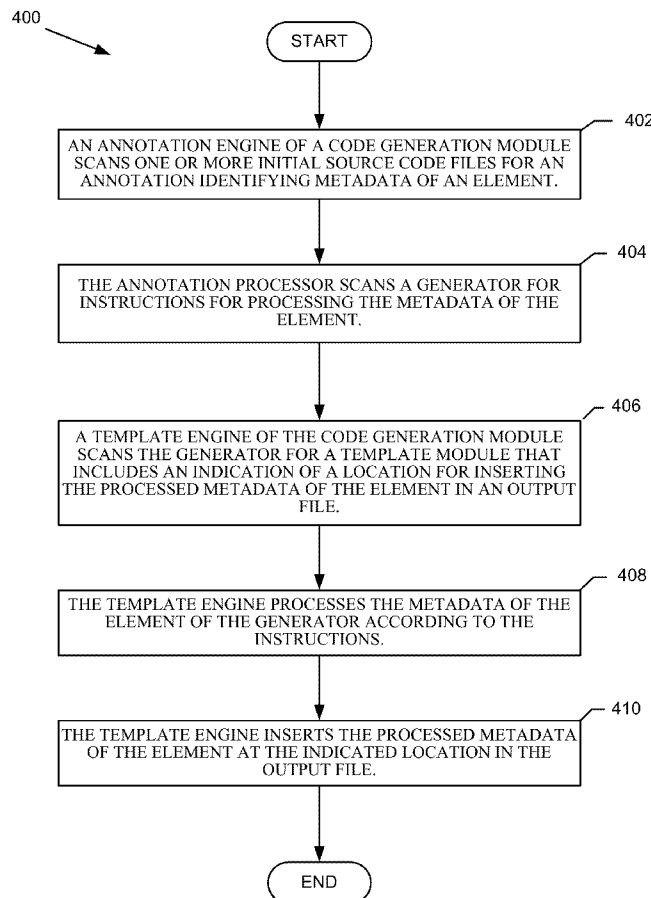 400
START
402
AN ANNOTATION ENGINE OF A CODE GENERATION MODULE
SCANS ONE OR MORE INITIAL SOURCE CODE FILES FOR AN
ANNOTATION IDENTIFYING METADATA OF AN ELEMENT.
404
THE ANNOTATION PROCESSOR SCANS A GENERATOR FOR
INSTRUCTIONS FOR PROCESSING THE METADATA OF THE
ELEMENT.
406
A TEMPLATE ENGINE OF THE CODE GENERATION MODULE
SCANS THE GENERATOR FOR A TEMPLATE MODULE THAT
INCLUDES AN INDICATION OF A LOCATION FOR INSERTING
THE PROCESSED METADATA OF THE ELEMENT IN AN OUTPUT
FILE.
408
THE TEMPLATE ENGINE PROCESSES THE METADATA OF THE
ELEMENT OF THE GENERATOR ACCORDING TO THE
INSTRUCTIONS.
410
THE TEMPLATE ENGINE INSERTS THE PROCESSED METADATA
OF THE ELEMENT AT THE INDICATED LOCATION IN THE
OUTPUT FILE.
END